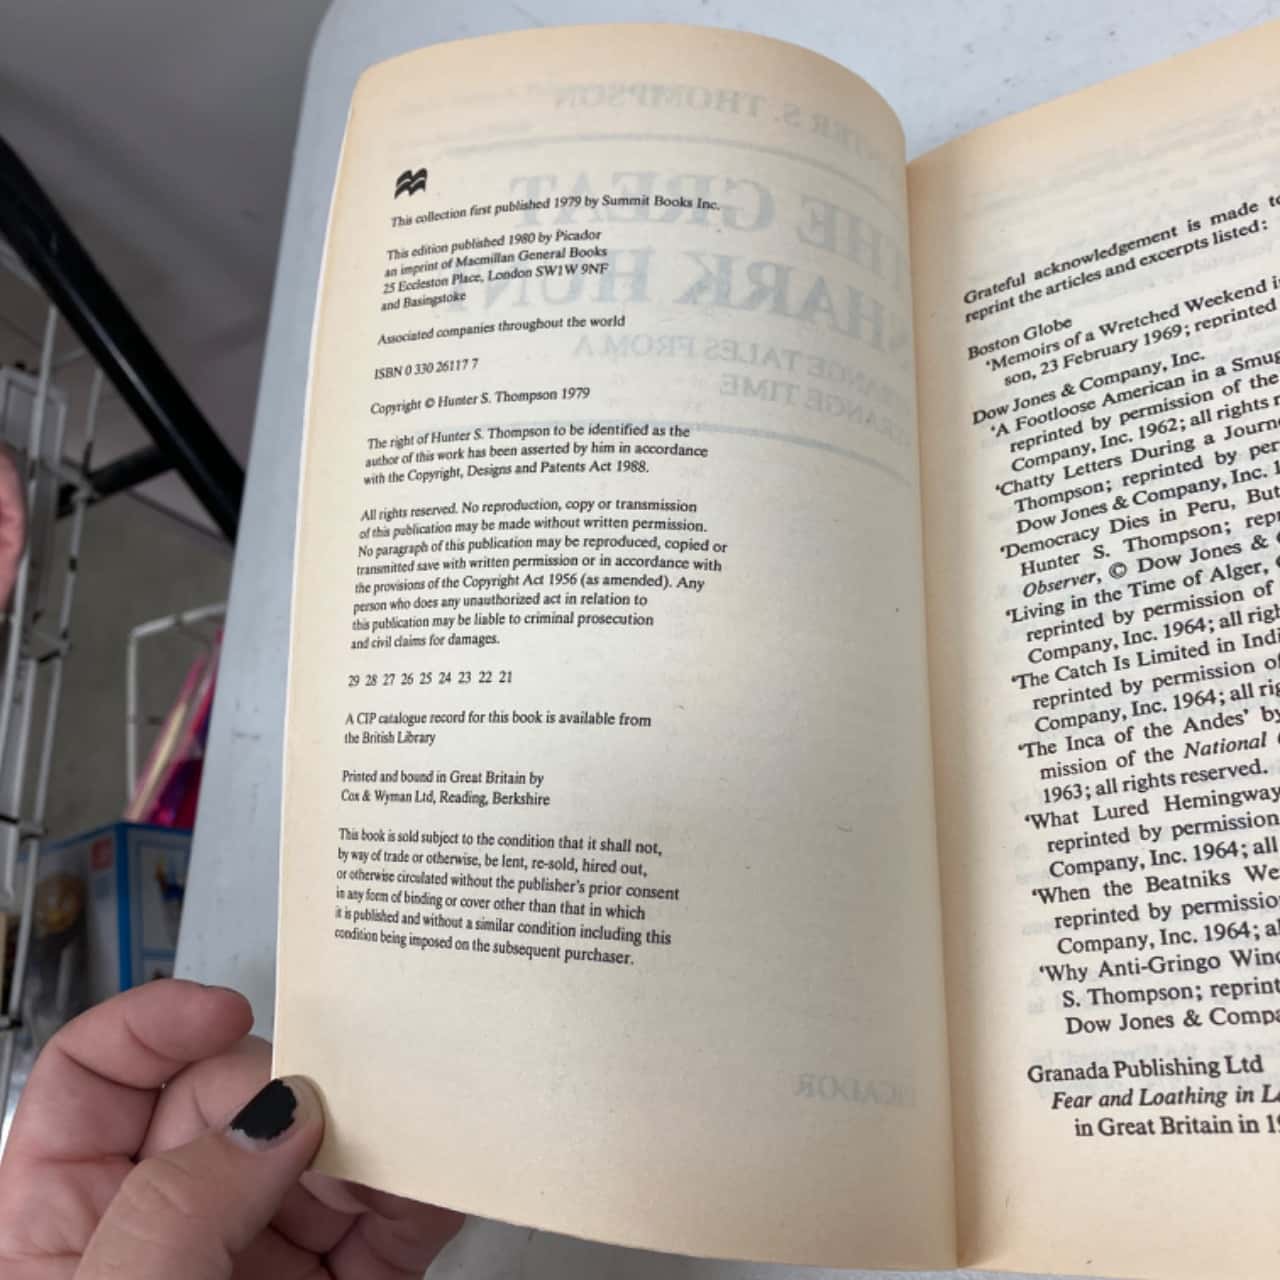 This collection first published 1979 by Summit Books Inc.
This edition published 1980 by Picador
an imprint of Macmillan General Books
25 Eccleston Place, London SW1W 9NF
and Basingstoke
Associated companies throughout the world
ISBN 0 330 26117 7
Copyright © Hunter S. Thompson 1979
The right of Hunter S. Thompson to be identified as the
author of this work has been asserted by him in accordance
with the Copyright, Designs and Patents Act 1988.
All rights reserved. No reproduction, copy or transmission
of this publication may be made without written permission.
No paragraph of this publication may be reproduced, copied or
transmitted save with written permission or in accordance with
the provisions of the Copyright Act 1956 (as amended). Any
person who does any unauthorized act in relation to
this publication may be liable to criminal prosecution
and civil claims for damages.
29 28 27 26 25 24 23 22 21
A CIP catalogue record for this book is available from
the British Library
Printed and bound in Great Britain by
Cox & Wyman Ltd, Reading, Berkshire
This book is sold subject to the condition that it shall not,
by way of trade or otherwise, be lent, re-sold, hired out,
or otherwise circulated without the publisher's prior consent
in any form of binding or cover other than that in which
it is published and without a similar condition including this
condition being imposed on the subsequent purchaser.
Grateful acknowledgement is made to
reprint the articles and excerpts listed:
Boston Globe
'Memoirs of a Wretched Weekend
son, 23 February 1969; reprinted
Dow Jones & Company, Inc.
'A Footloose American in a
reprinted by permission of the
Company, Inc. 1962; all rights
'Chatty Letters During a
Thompson; reprinted by
Dow Jones & Company, Inc.
'Democracy Dies in Peru,
Hunter S. Thompson;
Observer, © Dow Jones &
'Living in the Time of Alger,
reprinted by permission of
Company, Inc. 1964; all
'The Catch Is Limited in
reprinted by permission
Company, Inc. 1964; all
'The Inca of the Andes' by
mission of the National
1963; all rights reserved.
'What Lured Hemingway
reprinted by permission
Company, Inc. 1964; all
'When the Beatniks
reprinted by
Company, Inc. 1964;
'Why Anti-Gringo
S. Thompson;
Dow Jones &
Granada Publishing Ltd
Fear and Loathing in
in Great Britain in